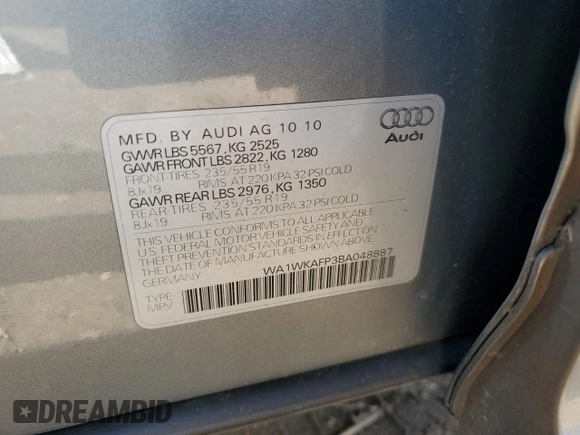 MFD. BY AUDI AG 10 10
GVWR LBS 5567, KG 2525
GAWR FRONT LBS 2822, KG 1280
FRONT-TIRES 235/55 R19
8Jx19 RIMS, AT 220 KPA 32 PSI COLD
GAWR REAR LBS 2976, KG 1350
REAR-TIRES 235/55 R19
8Jx19 RIMS, AT 220 KPA 32 PSI COLD
THIS VEHICLE CONFORMS TO ALL APPLICABLE
U.S. FEDERAL MOTOR VEHICLE SAFETY AND
THEFT PREVENTION STANDARDS IN EFFECT ON THE
DATE OF MANUFACTURE SHOWN ABOVE.
GERMANY WA1WKAFP3BA048887
TYPE
MPV
Audi
DREAMBID